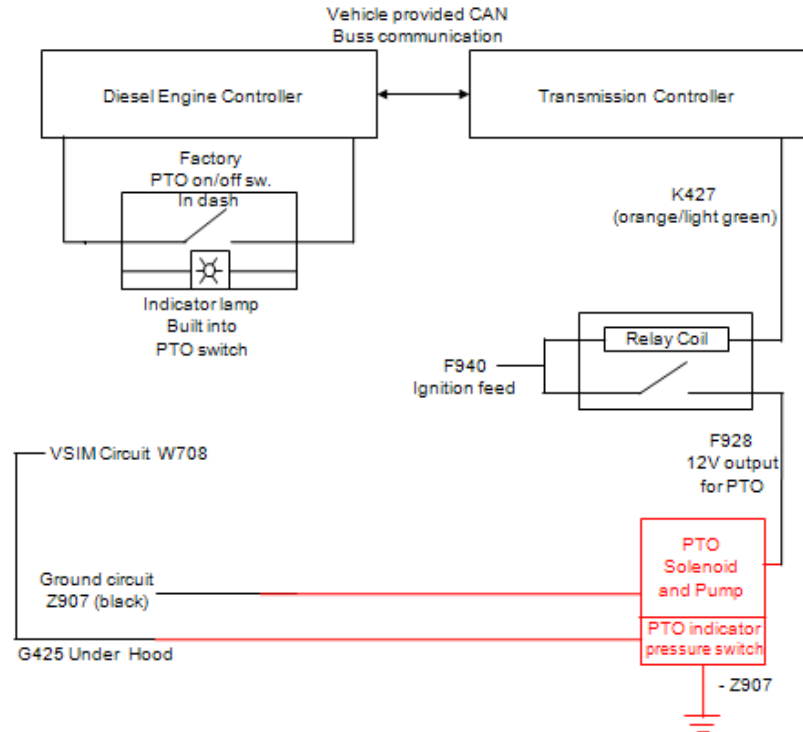 Vehicle provided CAN
Buss communication
Diesel Engine Controller
Transmission Controller
Factory
PTO on/off sw.
In dash
K427
(orange/light green)
Indicator lamp
Built into
PTO switch
Relay Coil
F940
Ignition feed
F928
12V output
for PTO
VSIM Circuit W708
PTO
Solenoid
and Pump
Ground circuit
Z907 (black)
PTO indicator
pressure switch
G425 Under Hood
- Z907